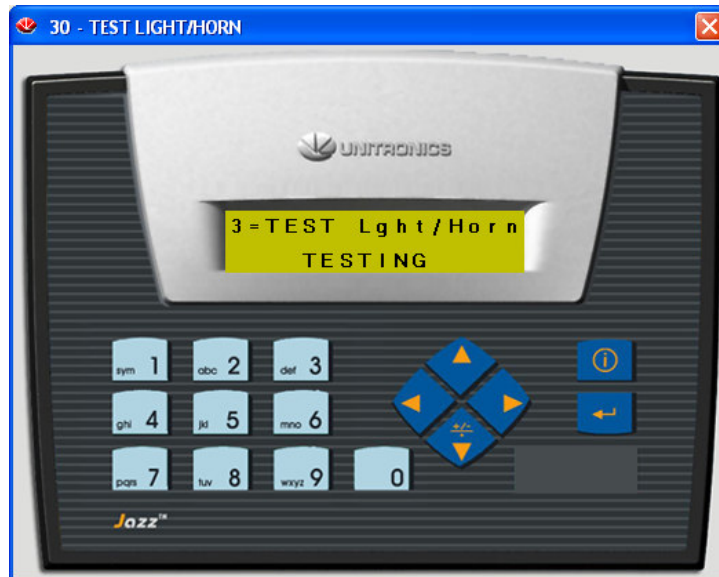 30 - TEST LIGHT/HORN
UNITRONICS
3=TEST Lght/Horn
TESTING
sym 1 abc 2 def 3
ghi 4 jkl 5 mno 6
+/-
pqrs 7 tuv 8 wxyz 9 0
Jazz™